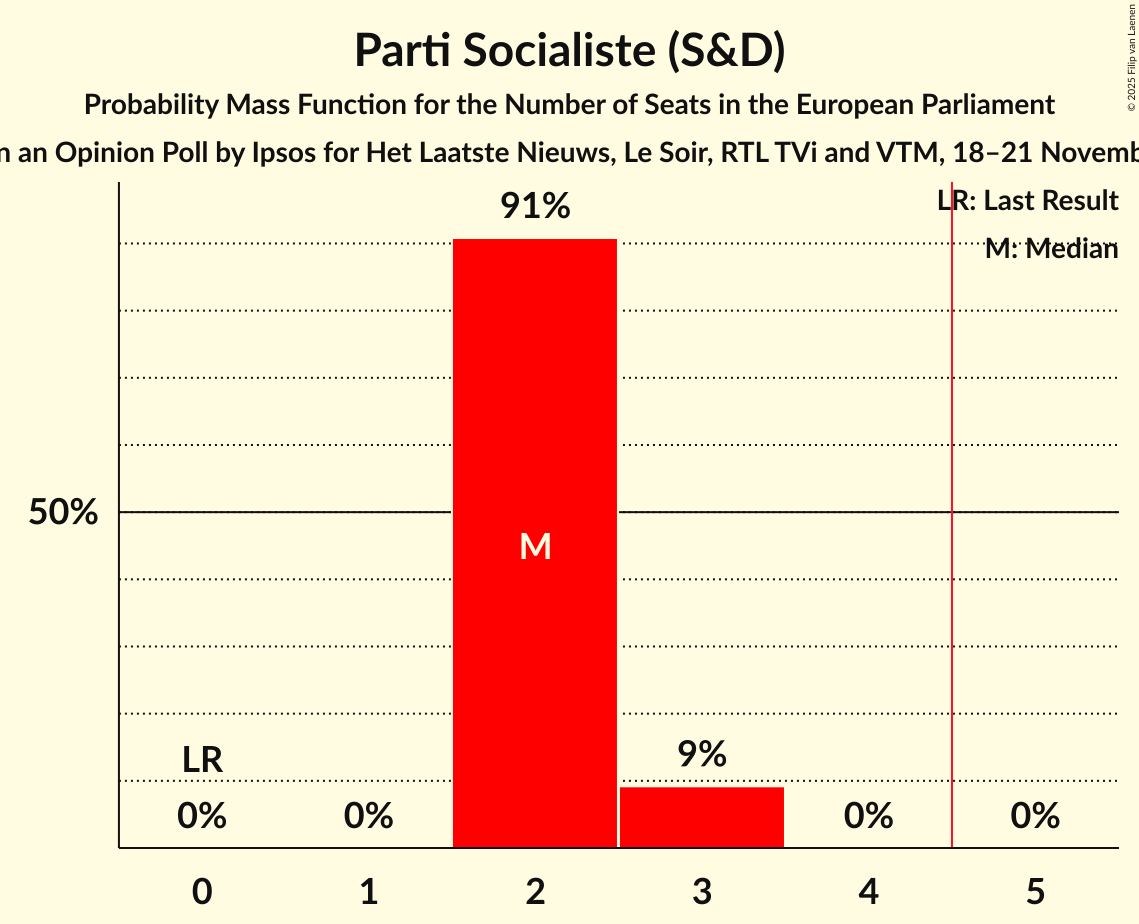 Parti Socialiste (S&D)
Probability Mass Function for the Number of Seats in the European Parliament
an Opinion Poll by Ipsos for Het Laatste Nieuws, Le Soir, RTL TVi and VTM, 18–21
© 2025 Filip van Laenen
LR: Last Result
M: Median
91%
50%
M
LR
9%
0% 0% 0% 0%
0 1 2 3 4 5